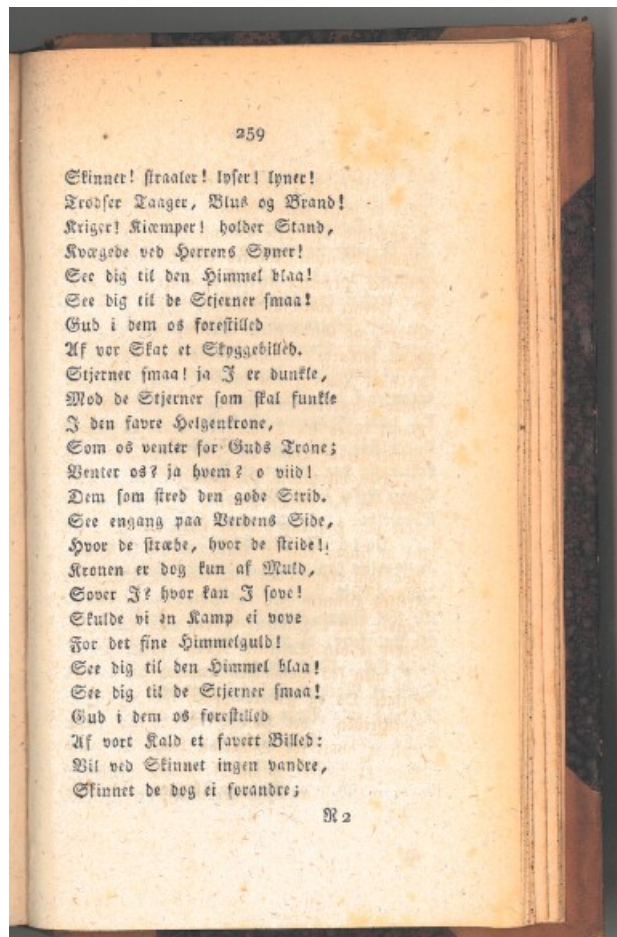 259
Skinner! straaler! lyser! lyner!
Trodser Taager, Blus og Brand!
Kriger! Kiæmper! holder Stand,
Kvægede ved Herrens Syner!
See dig til den Himmel blaa!
See dig til de Stjerner smaa!
Gud i dem os forestilled
Af vor Skat et Skyggebilled.
Stjerner smaa! ja I er dunkle,
Mod de Stjerner som skal funkle
I den favre Helgenkrone,
Som os venter for Guds Trone;
Venter os? ja hvem? o viid!
Dem som stred den gode Strid.
See engang paa Verdens Side,
Hvor de stræbe, hvor de stride!
Kronen er dog kun af Muld,
Sover I? hvor kan I sove!
Skulde vi en Kamp ei vove
For det fine Himmelguld!
See dig til den Himmel blaa!
See dig til de Stjerner smaa!
Gud i dem os forestilled
Af vort Kald et favert Billed:
Vil ved Skinnet ingen vandre,
Skinnet de dog ei forandre;
R 2